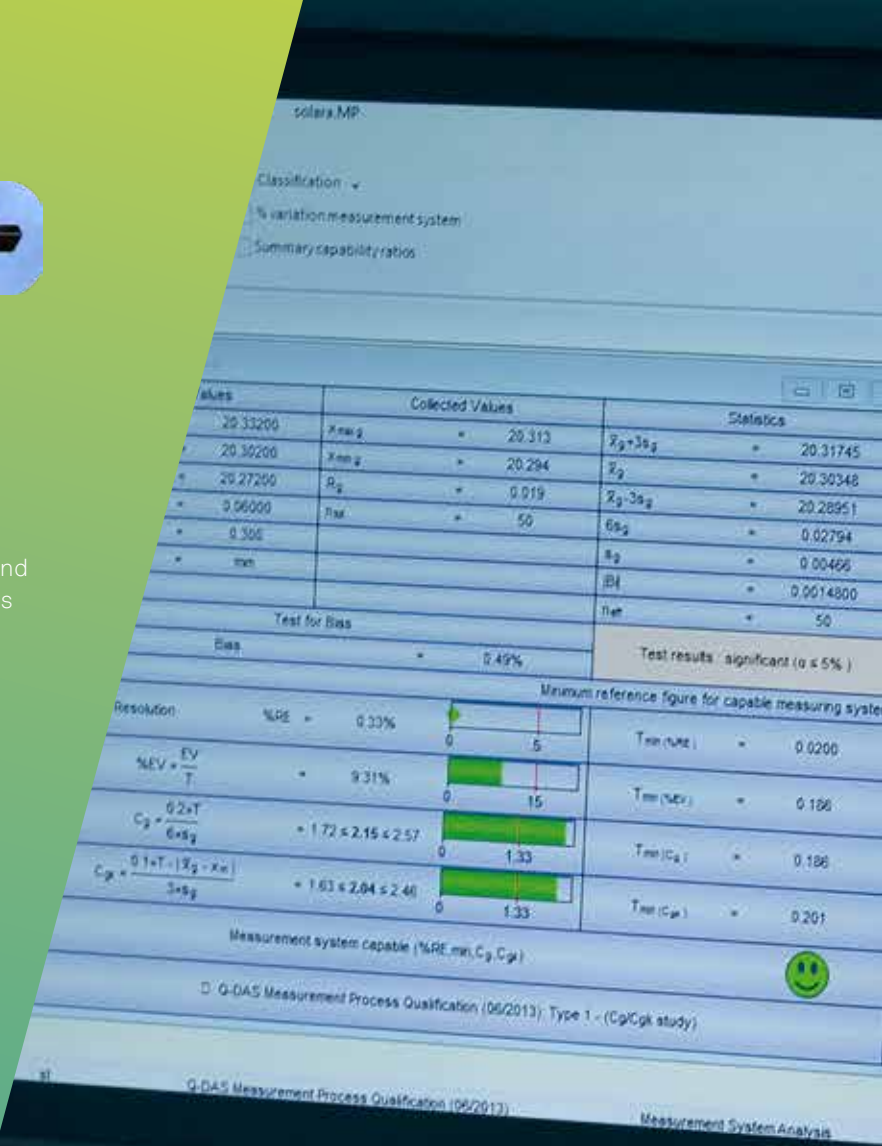 solara.MP
Classification
% variation measurement system
Summary capability ratios
alues Collected Values Statistics
20.33200 xmax g = 20.313 x̄g+3sg = 20.31745
= 20.30200 xmin g = 20.294 x̄g = 20.30348
= 20.27200 Rg = 0.019 x̄g-3sg = 20.28951
= 0.06000 ntot = 50 6sg = 0.02794
= 0.300 sg = 0.00466
= mm |Bi| = 0.0014800
neff = 50
Test for Bias
Bias = 0.49% Test results : significant (α ≤ 5% )
Minimum reference figure for capable measuring syste
Resolution %RE = 0.33% 0 5 Tmin (%RE ) = 0.0200
%EV = EV/T = 9.31% 0 15 Tmin (%EV) = 0.186
Cg = 0.2*T/6*sg = 1.72 ≤ 2.15 ≤ 2.57 0 1.33 Tmin (Cg ) = 0.186
Cgk = 0.1*T-|x̄g - xm|/3*sg = 1.63 ≤ 2.04 ≤ 2.46 0 1.33 Tmin (Cgk ) = 0.201
Measurement system capable (%RE,min,Cg,Cgk)
Q-DAS Measurement Process Qualification (06/2013): Type 1 - (Cg/Cgk study)
st Q-DAS Measurement Process Qualification (06/2013) Measurement System Analysis
nd
s